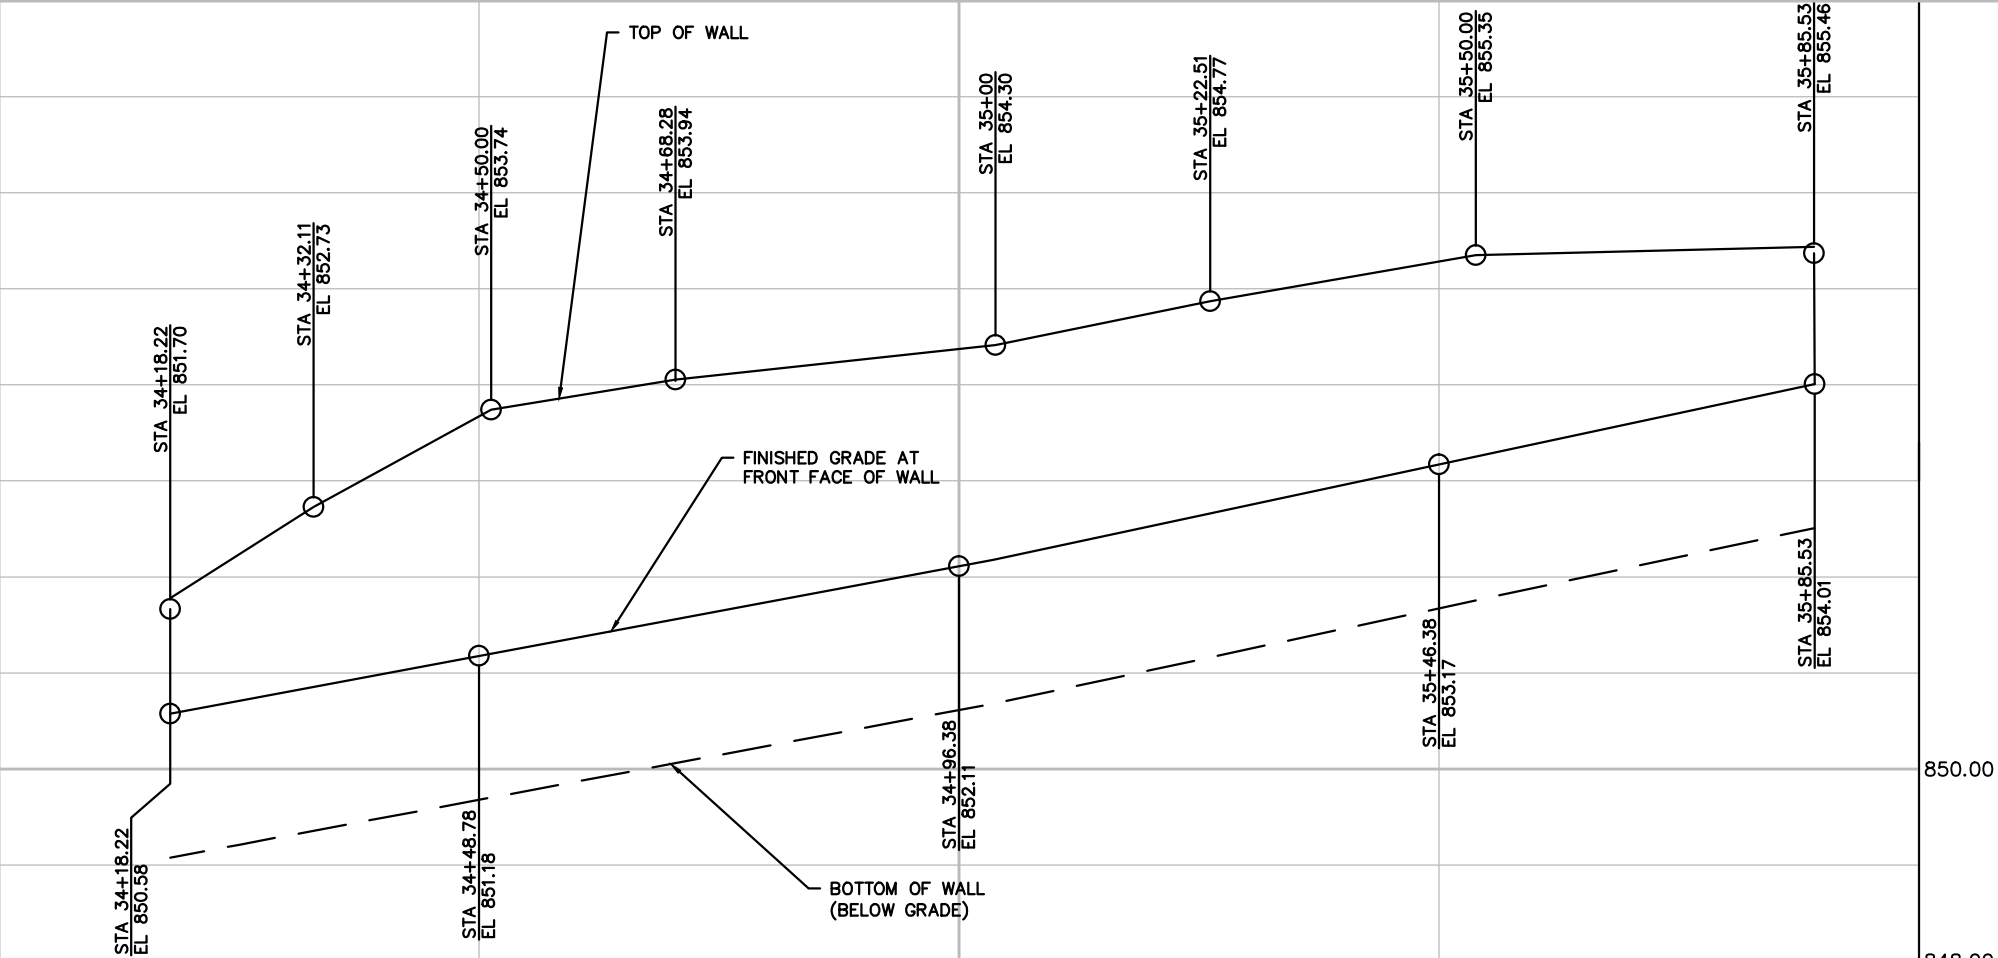 TOP OF WALL
STA 34+18.22
EL 851.70
STA 34+32.11
EL 852.73
STA 34+50.00
EL 853.74
STA 34+68.28
EL 853.94
STA 35+00
EL 854.30
STA 35+22.51
EL 854.77
STA 35+50.00
EL 855.35
STA 35+85.53
EL 855.46
FINISHED GRADE AT
FRONT FACE OF WALL
STA 34+18.22
EL 850.58
STA 34+48.78
EL 851.18
STA 34+96.38
EL 852.11
STA 35+46.38
EL 853.17
STA 35+85.53
EL 854.01
850.00
BOTTOM OF WALL
(BELOW GRADE)